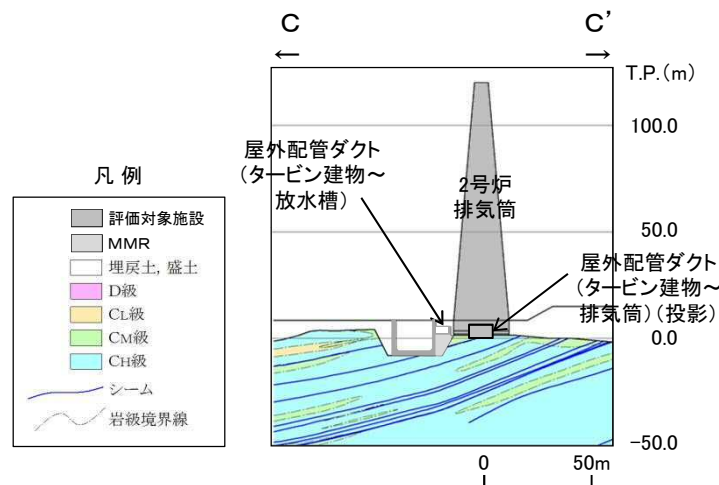 C
C’
←
→
T.P.(m)
100.0
50.0
0.0
-50.0
0
50m
屋外配管ダクト
(タービン建物～
放水槽)
2号炉
排気筒
屋外配管ダクト
(タービン建物～
排気筒)(投影)
凡 例
評価対象施設
MMR
埋戻土, 盛土
D級
CL級
CM級
CH級
シーム
岩級境界線